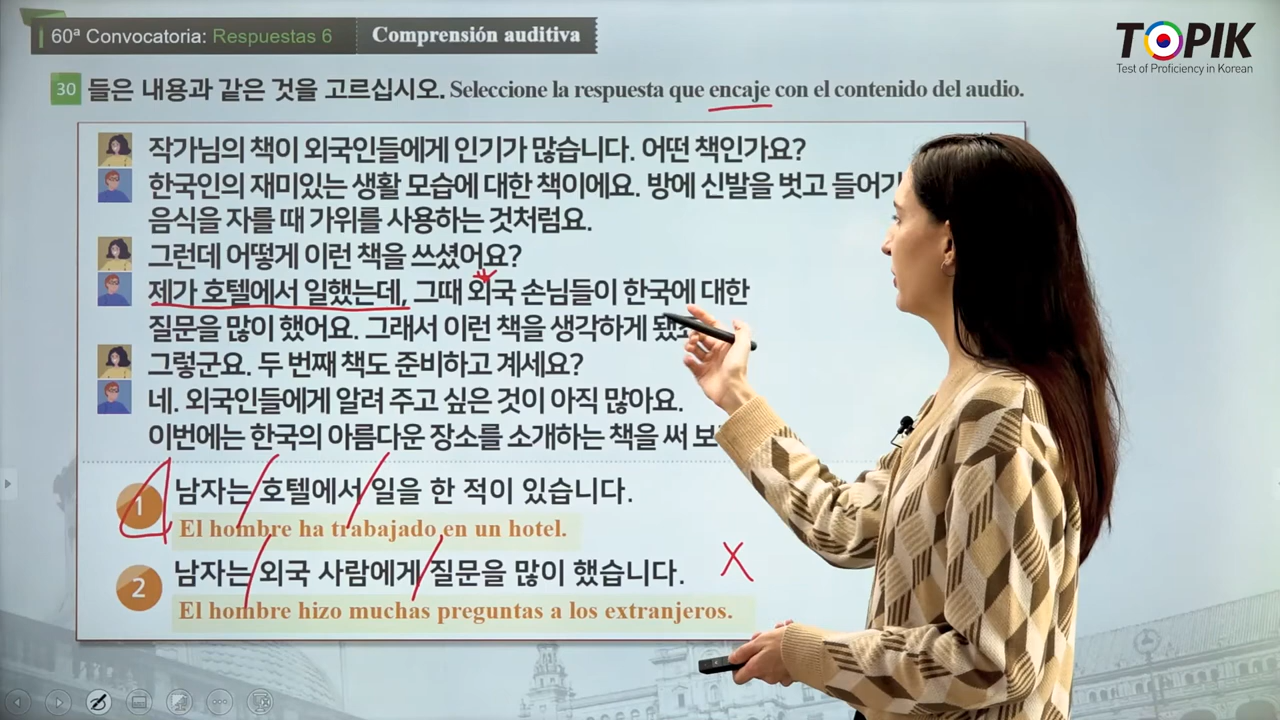 60ª Convocatoria: Respuestas 6 Comprensión auditiva
TOPIK
Test of Proficiency in Korean
30 들은 내용과 같은 것을 고르십시오. Seleccione la respuesta que encaje con el contenido del audio.
작가님의 책이 외국인들에게 인기가 많습니다. 어떤 책인가요?
한국인의 재미있는 생활 모습에 대한 책이에요. 방에 신발을 벗고
음식을 자를 때 가위를 사용하는 것처럼요.
그런데 어떻게 이런 책을 쓰셨어요?
제가 호텔에서 일했는데, 그때 외국 손님들이 한국에 대한
질문을 많이 했어요. 그래서 이런 책을 생각하게
그렇군요. 두 번째 책도 준비하고 계세요?
네. 외국인들에게 알려 주고 싶은 것이 아직 많아요.
이번에는 한국의 아름다운 장소를 소개하는 책을 써
1 남자는 호텔에서 일을 한 적이 있습니다.
El hombre ha trabajado en un hotel.
2 남자는 외국 사람에게 질문을 많이 했습니다. X
El hombre hizo muchas preguntas a los extranjeros.